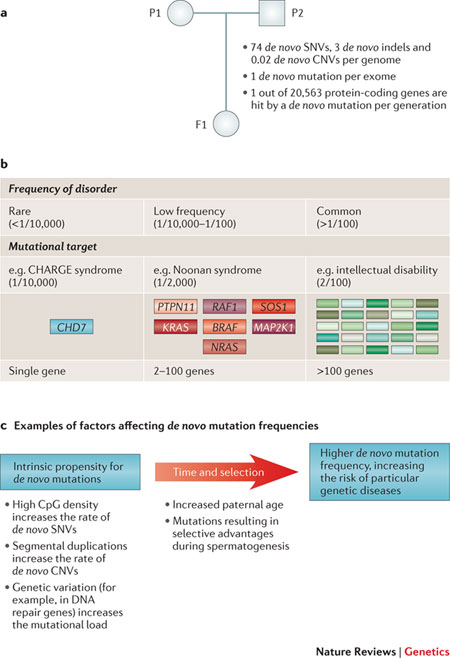 a
P1
P2
• 74 de novo SNVs, 3 de novo indels and
0.02 de novo CNVs per genome
• 1 de novo mutation per exome
• 1 out of 20,563 protein-coding genes are
hit by a de novo mutation per generation
F1
b
Frequency of disorder
Rare
(<1/10,000)
Low frequency
(1/10,000–1/100)
Common
(>1/100)
Mutational target
e.g. CHARGE syndrome
(1/10,000)
e.g. Noonan syndrome
(1/2,000)
e.g. intellectual disability
(2/100)
CHD7
PTPN11
RAF1
SOS1
KRAS
BRAF
MAP2K1
NRAS
Single gene
2–100 genes
>100 genes
c Examples of factors affecting de novo mutation frequencies
Intrinsic propensity for
de novo mutations
• High CpG density
increases the rate of
de novo SNVs
• Segmental duplications
increase the rate of
de novo CNVs
• Genetic variation (for
example, in DNA
repair genes) increases
the mutational load
Time and selection
• Increased paternal age
• Mutations resulting in
selective advantages
during spermatogenesis
Higher de novo mutation
frequency, increasing
the risk of particular
genetic diseases
Nature Reviews | Genetics